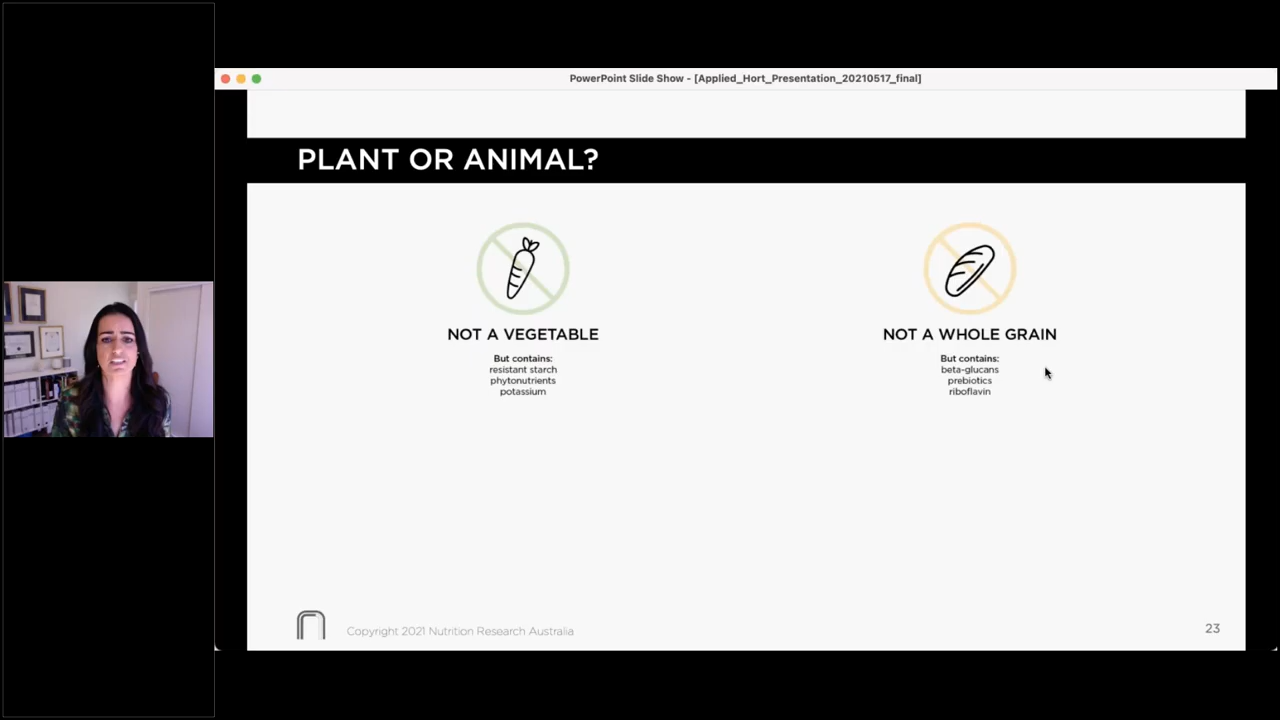 PowerPoint Slide Show - [Applied_Hort_Presentation_20210517_final]
PLANT OR ANIMAL?
NOT A VEGETABLE
But contains:
resistant starch
phytonutrients
potassium
NOT A WHOLE GRAIN
But contains:
beta-glucans
prebiotics
riboflavin
Copyright 2021 Nutrition Research Australia
23